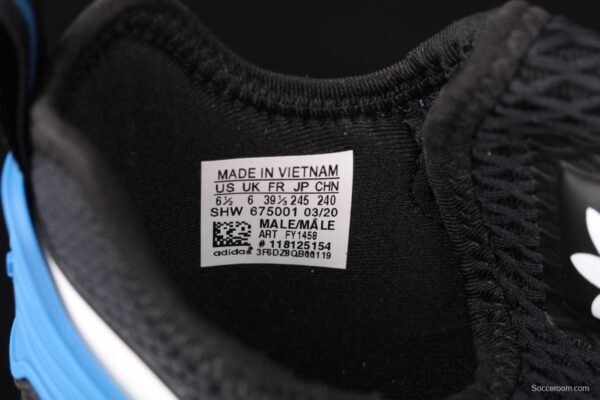 MADE IN VIETNAM
US UK FR JP CHN
6½ 6 39⅓ 245 240
SHW 675001 03/20
MALE/MÂLE
ART FY1458
# 118125154
adidas 3F6DZ8QB00119
Socceroom.com